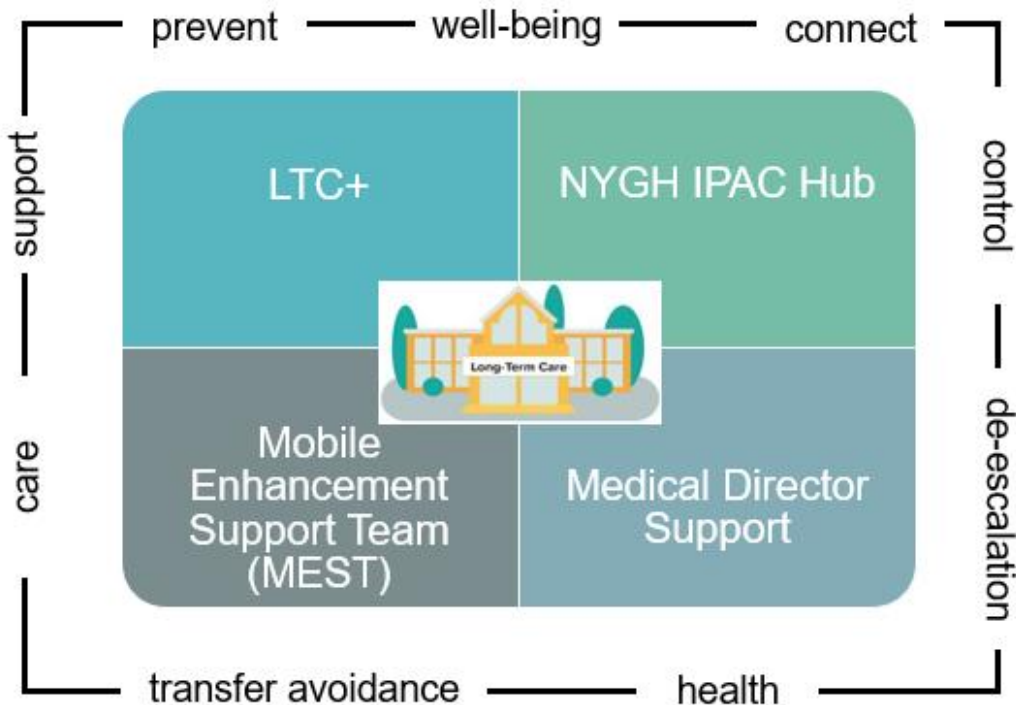 prevent
well-being
connect
support
control
LTC+
NYGH IPAC Hub
Long-Term Care
care
de-escalation
Mobile
Enhancement
Support Team
(MEST)
Medical Director
Support
transfer avoidance
health